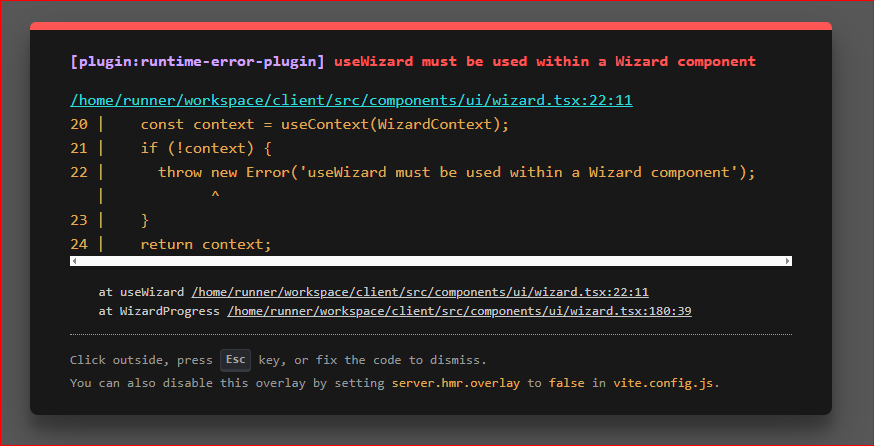 [plugin:runtime-error-plugin] useWizard must be used within a Wizard component
/home/runner/workspace/client/src/components/ui/wizard.tsx:22:11
20 |    const context = useContext(WizardContext);
21 |    if (!context) {
22 |      throw new Error('useWizard must be used within a Wizard component');
   |            ^
23 |    }
24 |    return context;
at useWizard /home/runner/workspace/client/src/components/ui/wizard.tsx:22:11
at WizardProgress /home/runner/workspace/client/src/components/ui/wizard.tsx:180:39
Click outside, press Esc key, or fix the code to dismiss.
You can also disable this overlay by setting server.hmr.overlay to false in vite.config.js.